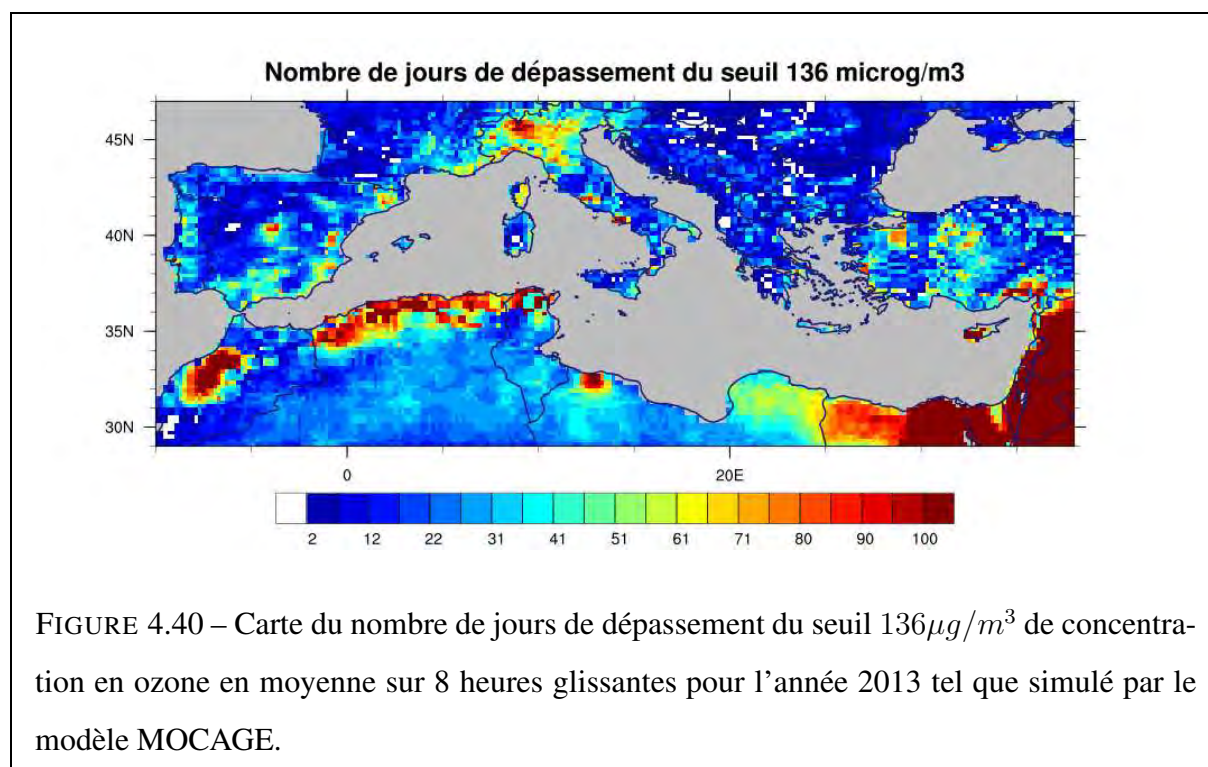 Nombre de jours de dépassement du seuil 136 microg/m3
45N
40N
35N
30N
0 20E
2 12 22 31 41 51 61 71 80 90 100
FIGURE 4.40 – Carte du nombre de jours de dépassement du seuil 136µg/m³ de concentra-
tion en ozone en moyenne sur 8 heures glissantes pour l'année 2013 tel que simulé par le
modèle MOCAGE.